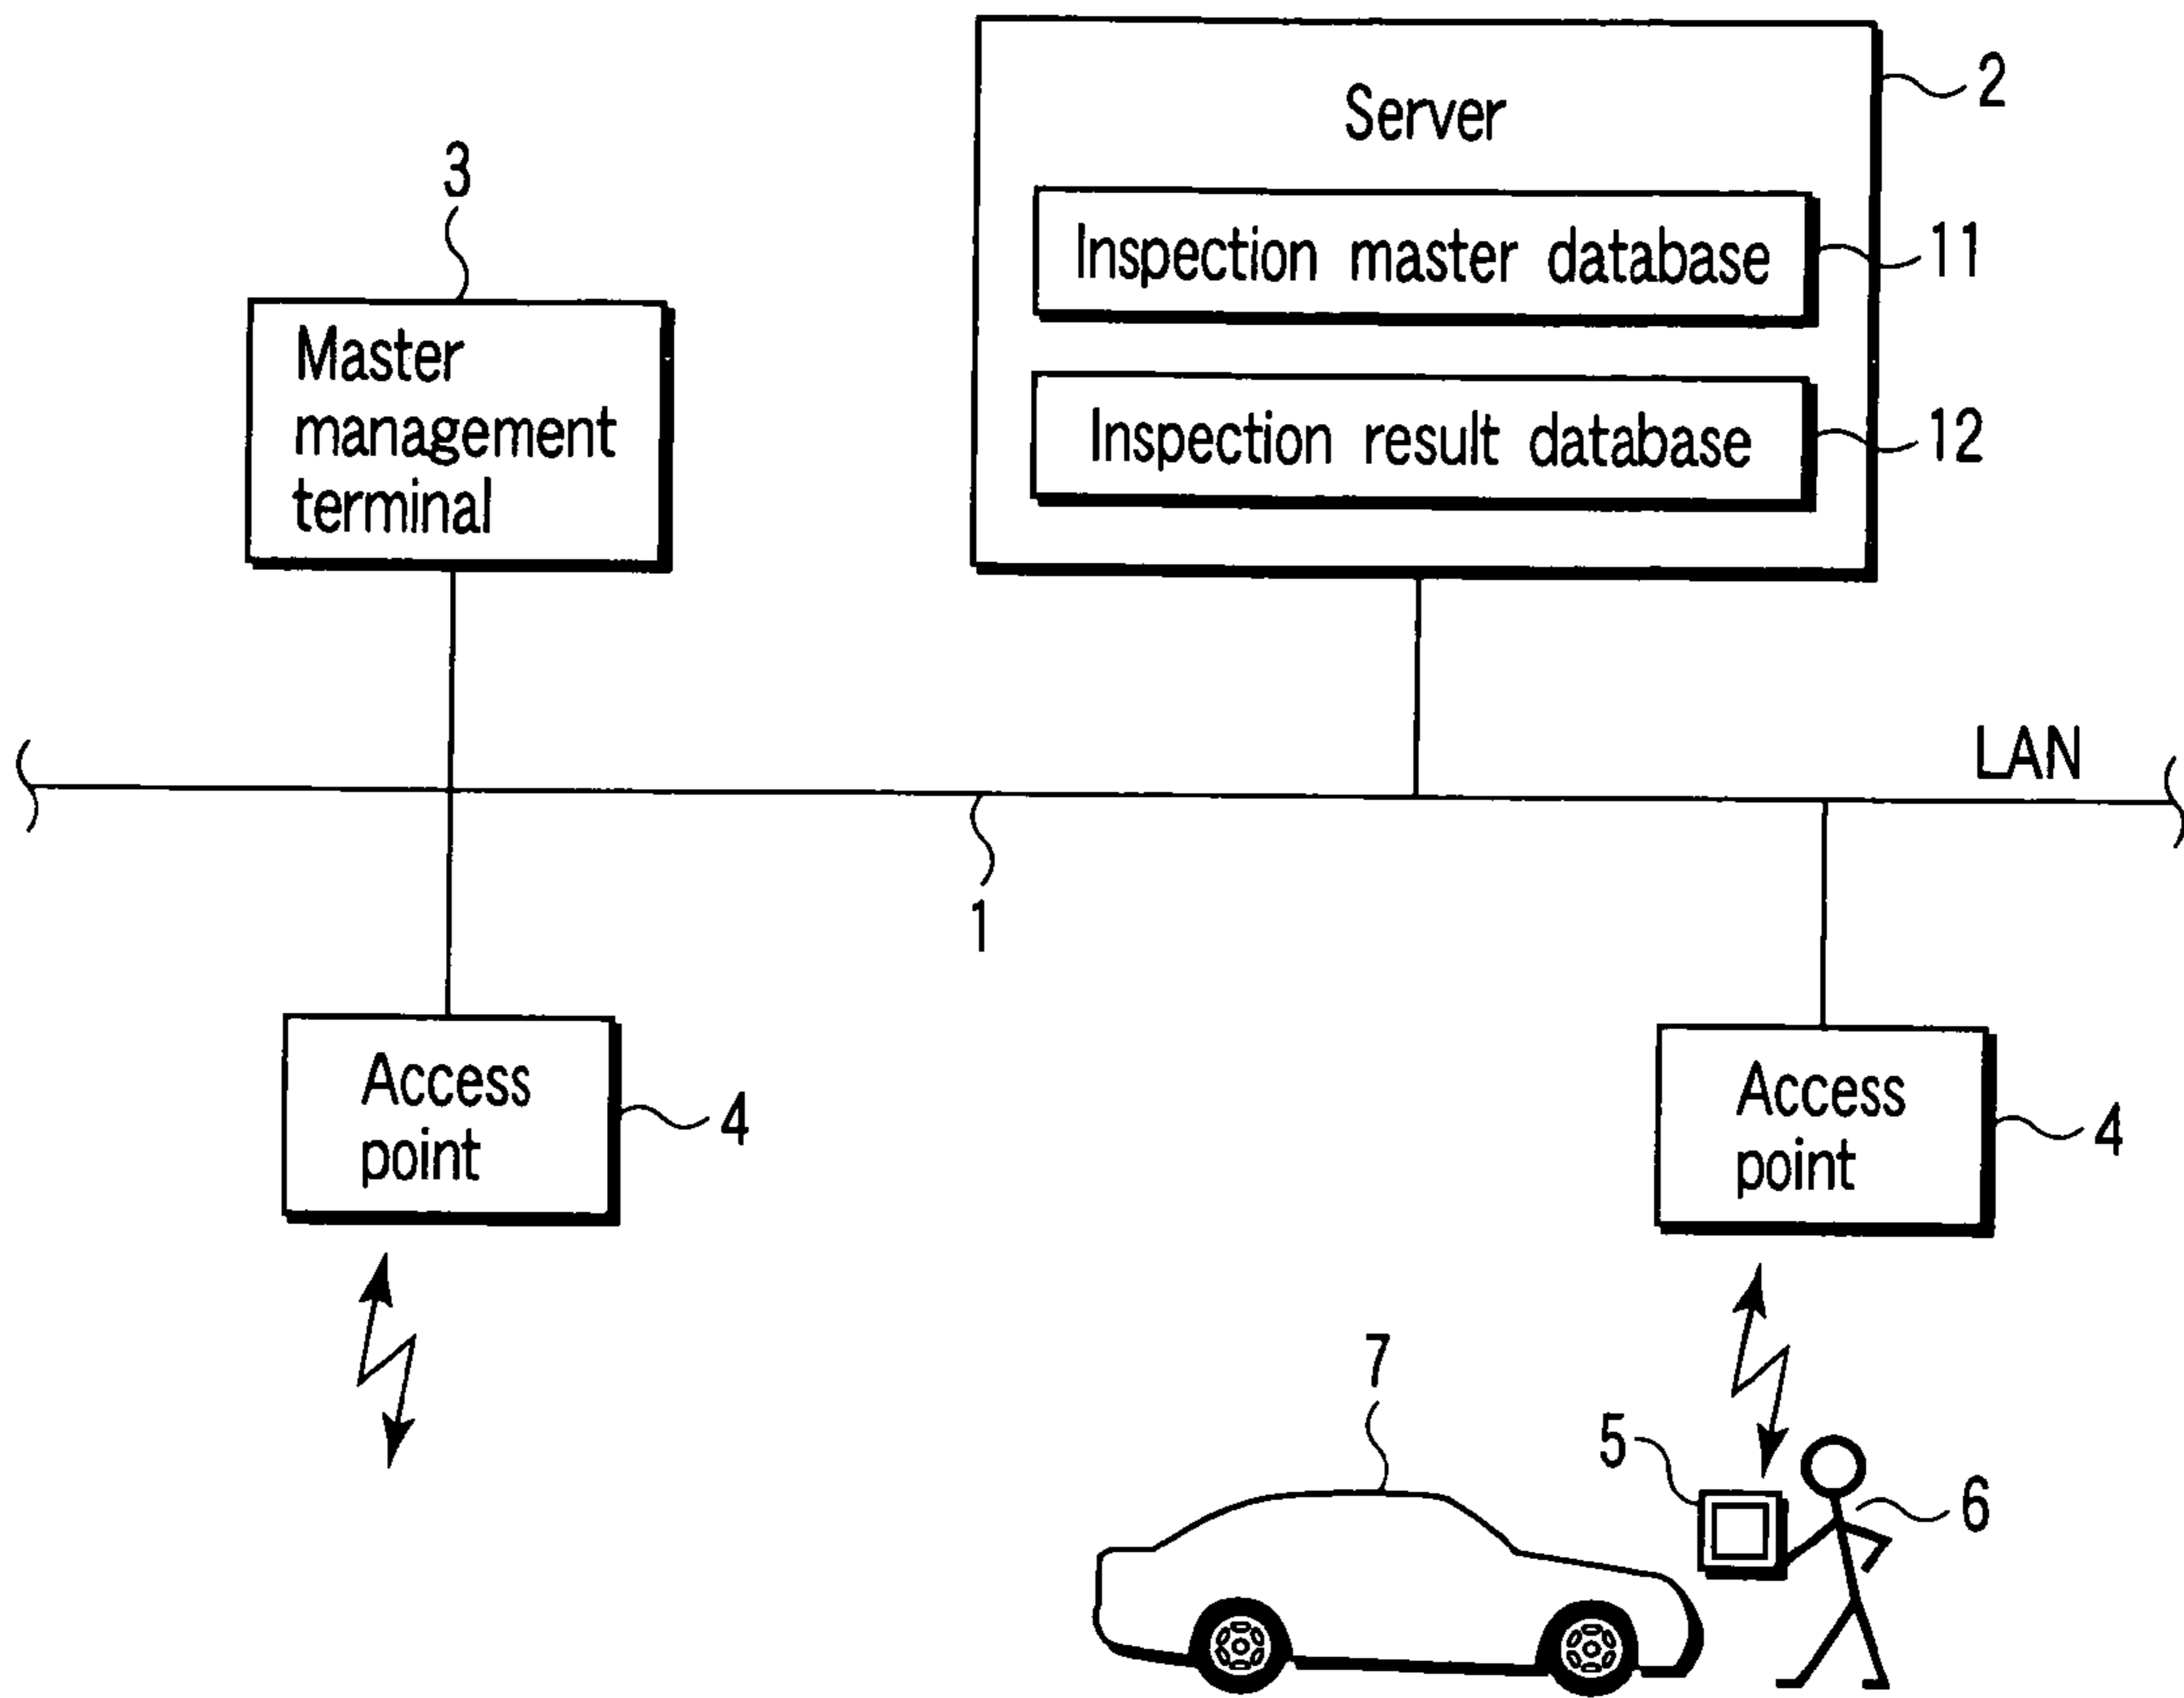 2
Server
3
Inspection master database
11
Master
management
terminal
Inspection result database
12
LAN
1
Access
point
4
Access
point
4
7
5
6